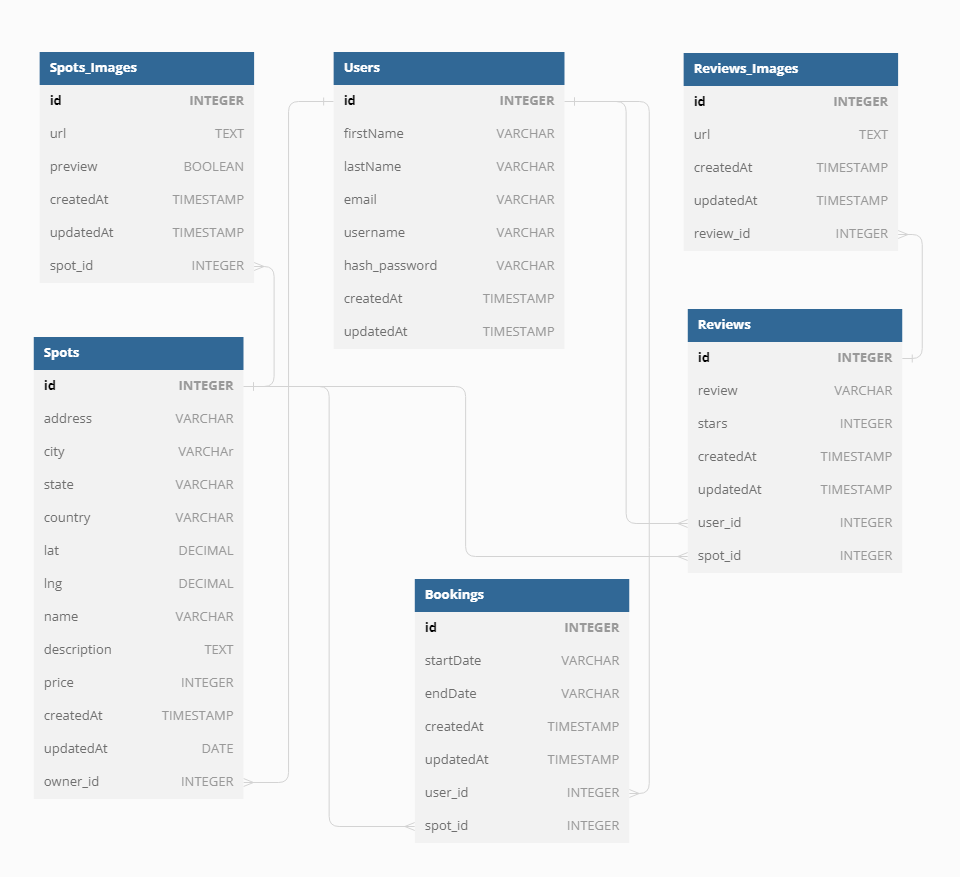 Spots_Images
id INTEGER
url TEXT
preview BOOLEAN
createdAt TIMESTAMP
updatedAt TIMESTAMP
spot_id INTEGER
Users
id INTEGER
firstName VARCHAR
lastName VARCHAR
email VARCHAR
username VARCHAR
hash_password VARCHAR
createdAt TIMESTAMP
updatedAt TIMESTAMP
Reviews_Images
id INTEGER
url TEXT
createdAt TIMESTAMP
updatedAt TIMESTAMP
review_id INTEGER
Spots
id INTEGER
address VARCHAR
city VARCHAr
state VARCHAR
country VARCHAR
lat DECIMAL
lng DECIMAL
name VARCHAR
description TEXT
price INTEGER
createdAt TIMESTAMP
updatedAt DATE
owner_id INTEGER
Reviews
id INTEGER
review VARCHAR
stars INTEGER
createdAt TIMESTAMP
updatedAt TIMESTAMP
user_id INTEGER
spot_id INTEGER
Bookings
id INTEGER
startDate VARCHAR
endDate VARCHAR
createdAt TIMESTAMP
updatedAt TIMESTAMP
user_id INTEGER
spot_id INTEGER